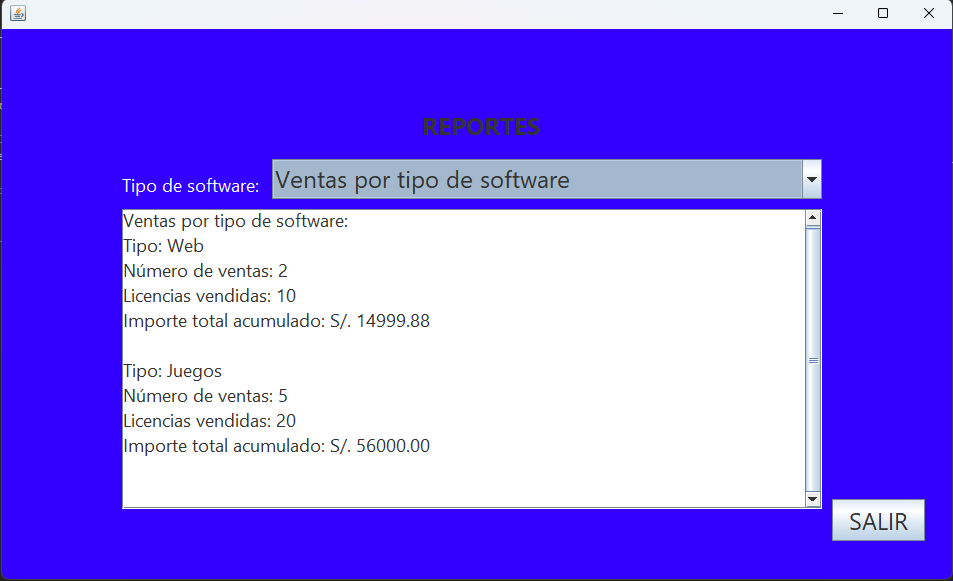 REPORTES
Tipo de software: Ventas por tipo de software
Ventas por tipo de software:
Tipo: Web
Número de ventas: 2
Licencias vendidas: 10
Importe total acumulado: S/. 14999.88
Tipo: Juegos
Número de ventas: 5
Licencias vendidas: 20
Importe total acumulado: S/. 56000.00
SALIR